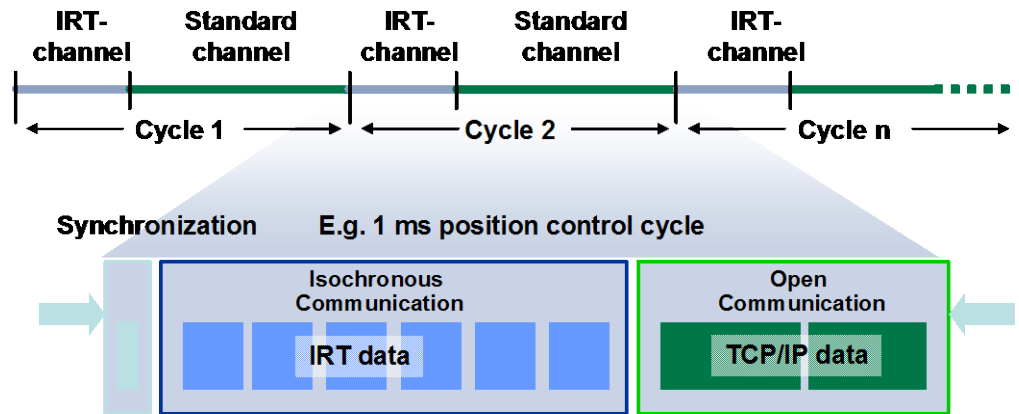 IRT-
channel
Standard
channel
IRT-
channel
Standard
channel
IRT-
channel
Cycle 1
Cycle 2
Cycle n
Synchronization
E.g. 1 ms position control cycle
Isochronous
Communication
Open
Communication
IRT data
TCP/IP data